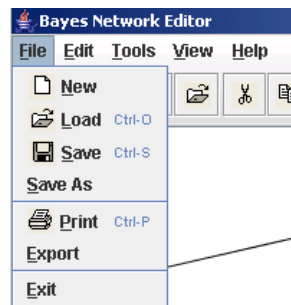 Bayes Network Editor
File Edit Tools View Help
New
Load Ctrl-O
Save Ctrl-S
Save As
Print Ctrl-P
Export
Exit